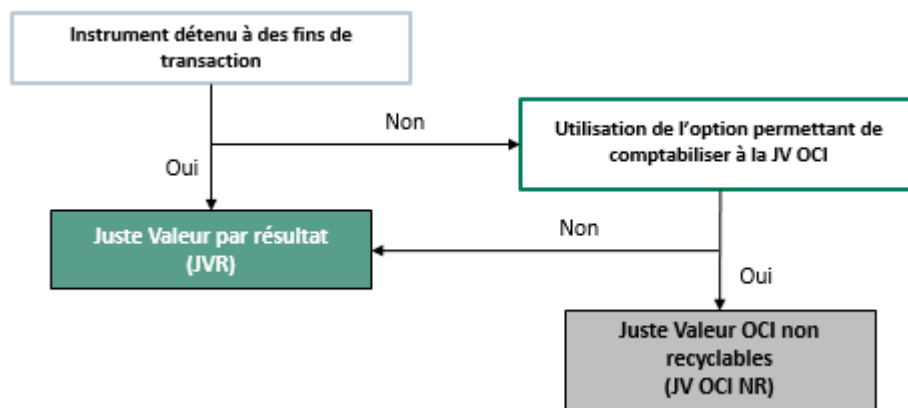 Instrument détenu à des fins de
transaction
Non
Utilisation de l'option permettant de
comptabiliser à la JV OCI
Oui
Juste Valeur par résultat
(JVR)
Non
Oui
Juste Valeur OCI non
recyclables
(JV OCI NR)